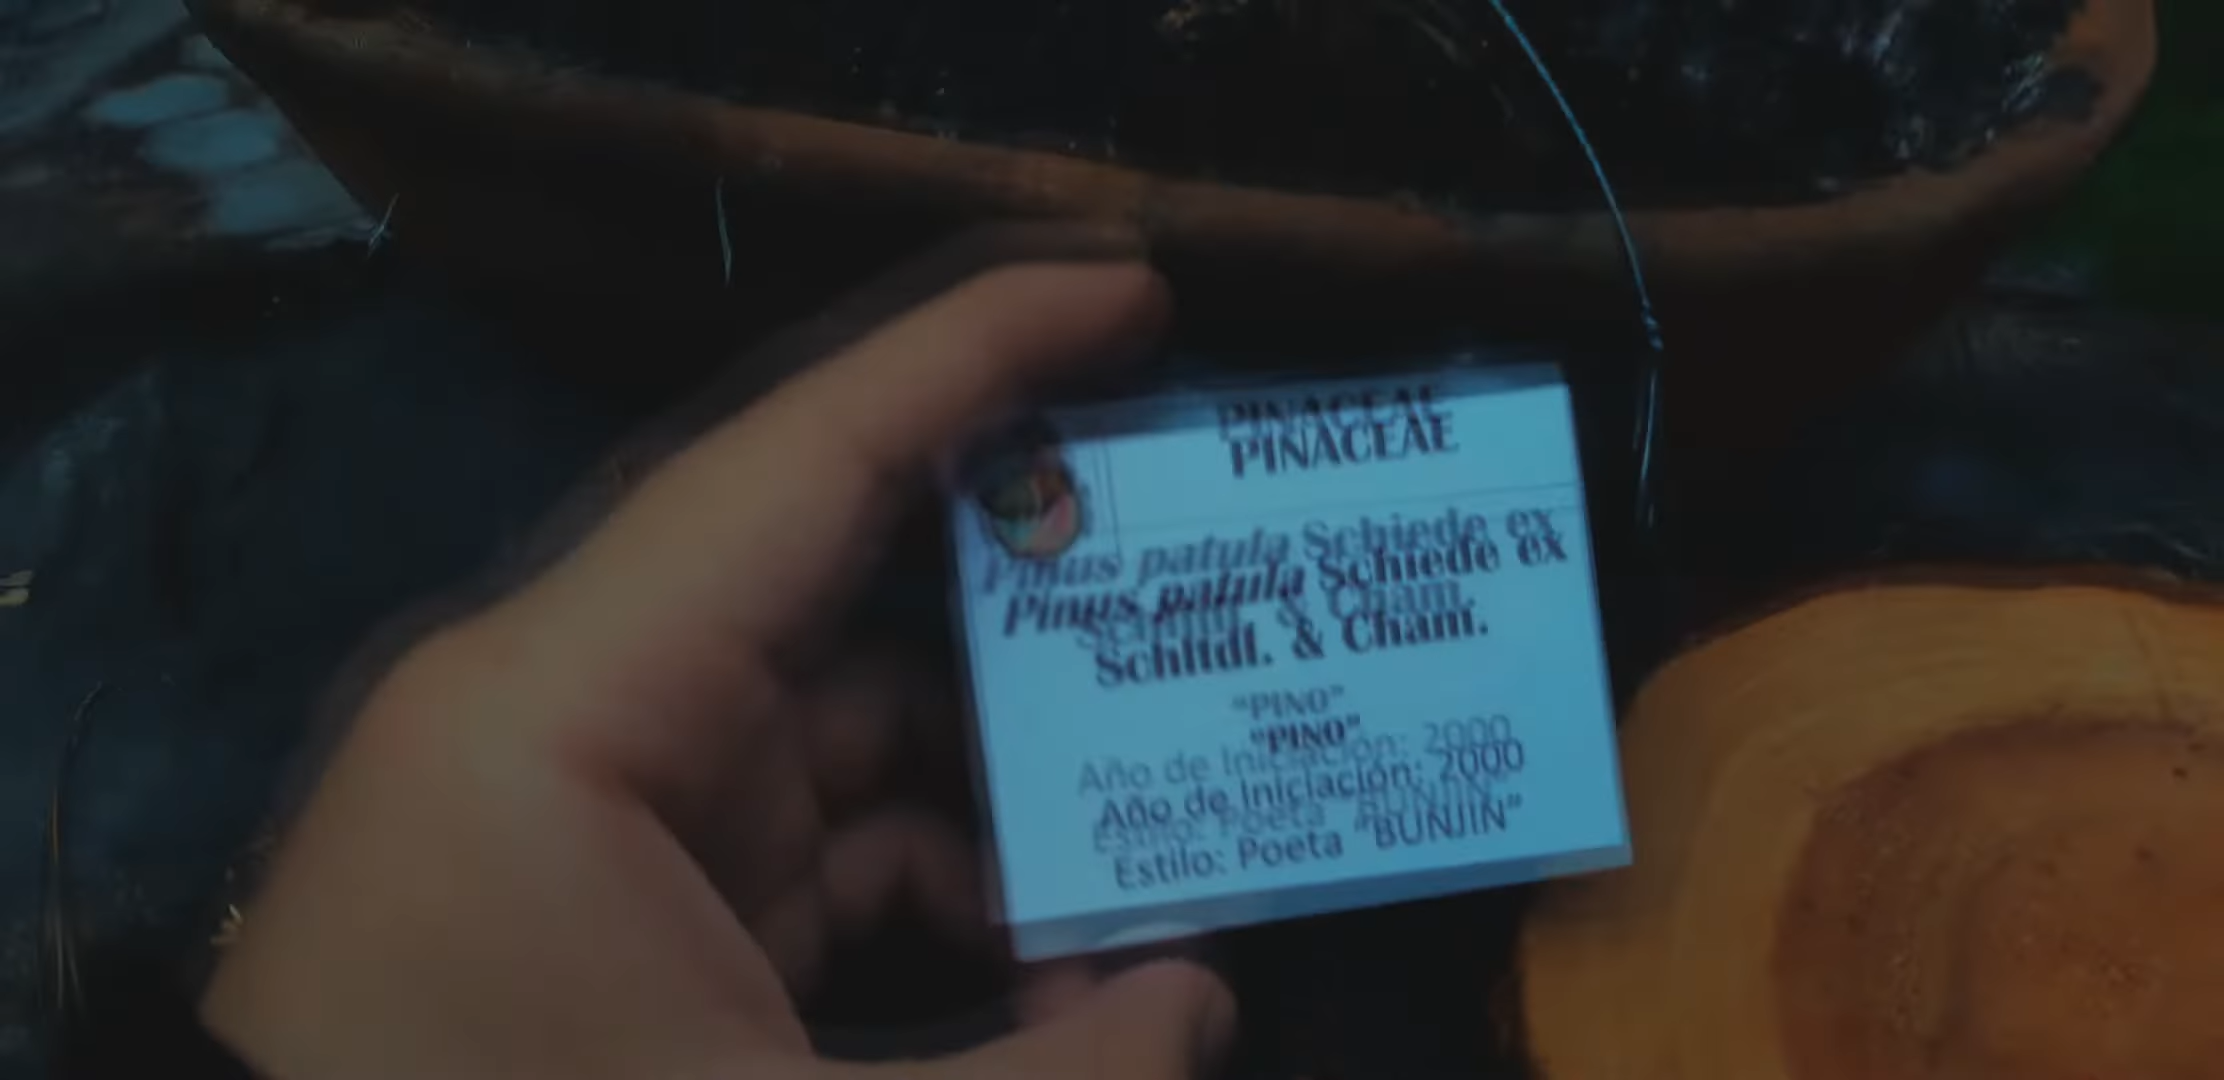 PINACEAE
Pinus patula Schiede ex
Schltdl. & Cham.
“PINO”
Año de Iniciación: 2000
Estilo: Poeta “BUNJIN”